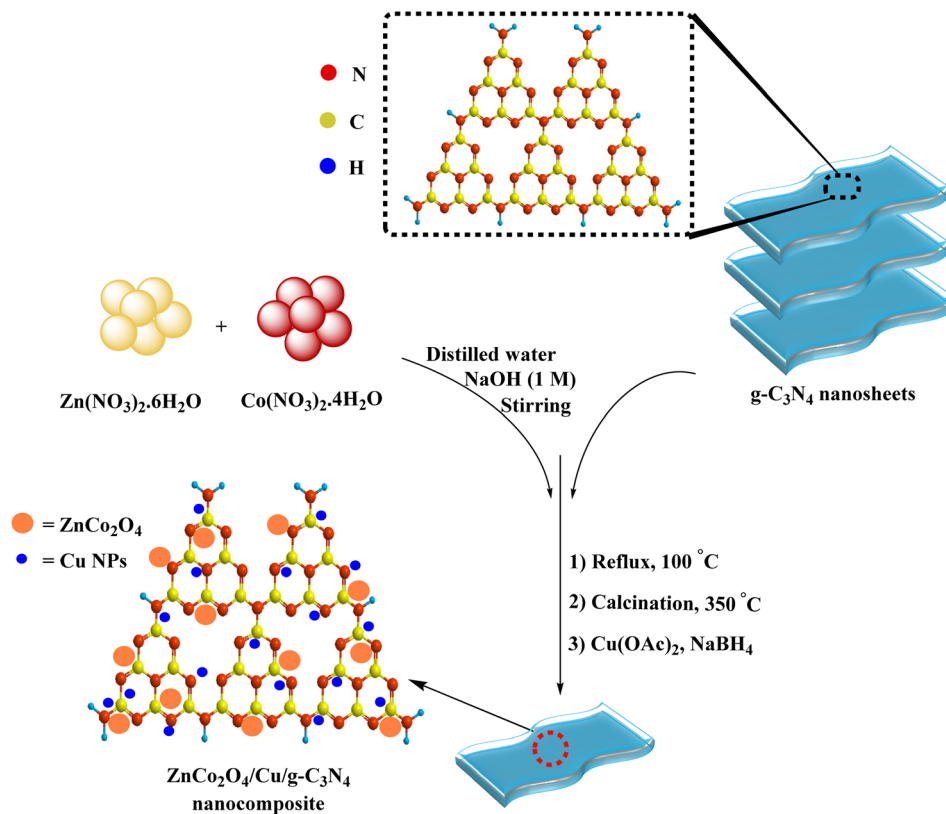 N
C
H
Zn(NO₃)₂.6H₂O
+
Co(NO₃)₂.4H₂O
Distilled water
NaOH (1 M)
Stirring
g-C₃N₄ nanosheets
= ZnCo₂O₄
= Cu NPs
1) Reflux, 100 °C
2) Calcination, 350 °C
3) Cu(OAc)₂, NaBH₄
ZnCo₂O₄/Cu/g-C₃N₄
nanocomposite